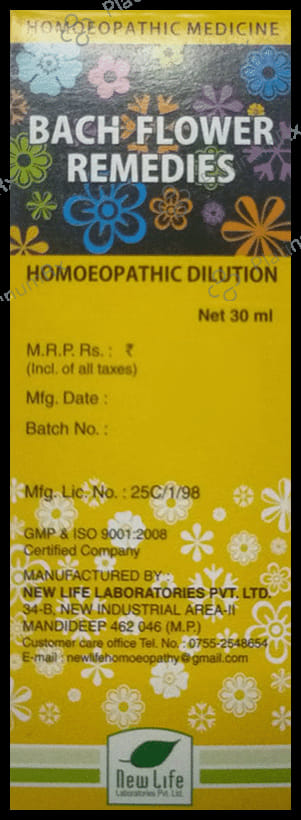 HOMOEOPATHIC MEDICINE
BACH FLOWER
REMEDIES
HOMOEOPATHIC DILUTION
Net 30 ml
M.R.P. Rs. : ₹
(Incl. of all taxes)
Mfg. Date :
Batch No. :
Mfg. Lic. No. : 25C/1/98
GMP & ISO 9001:2008
Certified Company
MANUFACTURED BY :
NEW LIFE LABORATORIES PVT. LTD.
34-B, NEW INDUSTRIAL AREA-II
MANDIDEEP 462 046 (M.P.)
Customer care office Tel. No. : 0755-2548654
E-mail : newlifehomoeopathy@gmail.com
New Life
Laboratories Pvt. Ltd.